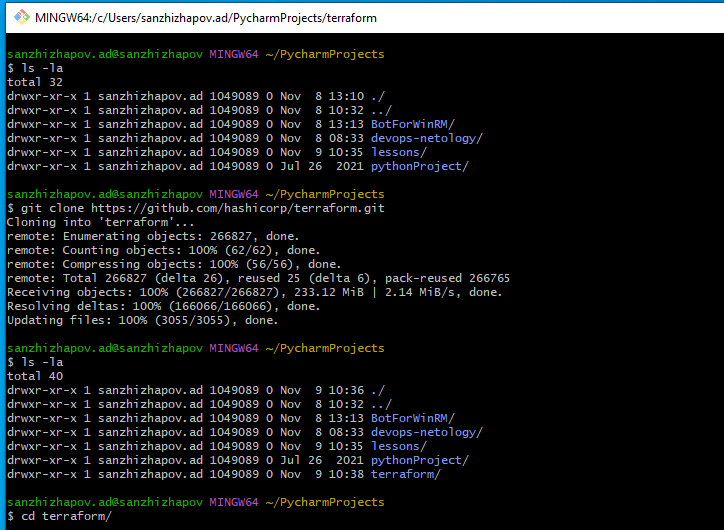 MINGW64:/c/Users/sanzhizhapov.ad/PycharmProjects/terraform
sanzhizhapov.ad@sanzhizhapov MINGW64 ~/PycharmProjects
$ ls -la
total 32
drwxr-xr-x 1 sanzhizhapov.ad 1049089 0 Nov  8 13:10 ./
drwxr-xr-x 1 sanzhizhapov.ad 1049089 0 Nov  8 10:32 ../
drwxr-xr-x 1 sanzhizhapov.ad 1049089 0 Nov  8 13:13 BotForWinRM/
drwxr-xr-x 1 sanzhizhapov.ad 1049089 0 Nov  8 08:33 devops-netology/
drwxr-xr-x 1 sanzhizhapov.ad 1049089 0 Nov  9 10:35 lessons/
drwxr-xr-x 1 sanzhizhapov.ad 1049089 0 Jul 26  2021 pythonProject/
sanzhizhapov.ad@sanzhizhapov MINGW64 ~/PycharmProjects
$ git clone https://github.com/hashicorp/terraform.git
Cloning into 'terraform'...
remote: Enumerating objects: 266827, done.
remote: Counting objects: 100% (62/62), done.
remote: Compressing objects: 100% (56/56), done.
remote: Total 266827 (delta 26), reused 25 (delta 6), pack-reused 266765
Receiving objects: 100% (266827/266827), 233.12 MiB | 2.14 MiB/s, done.
Resolving deltas: 100% (166066/166066), done.
Updating files: 100% (3055/3055), done.
sanzhizhapov.ad@sanzhizhapov MINGW64 ~/PycharmProjects
$ ls -la
total 40
drwxr-xr-x 1 sanzhizhapov.ad 1049089 0 Nov  9 10:36 ./
drwxr-xr-x 1 sanzhizhapov.ad 1049089 0 Nov  8 10:32 ../
drwxr-xr-x 1 sanzhizhapov.ad 1049089 0 Nov  8 13:13 BotForWinRM/
drwxr-xr-x 1 sanzhizhapov.ad 1049089 0 Nov  8 08:33 devops-netology/
drwxr-xr-x 1 sanzhizhapov.ad 1049089 0 Nov  9 10:35 lessons/
drwxr-xr-x 1 sanzhizhapov.ad 1049089 0 Jul 26  2021 pythonProject/
drwxr-xr-x 1 sanzhizhapov.ad 1049089 0 Nov  9 10:38 terraform/
sanzhizhapov.ad@sanzhizhapov MINGW64 ~/PycharmProjects
$ cd terraform/